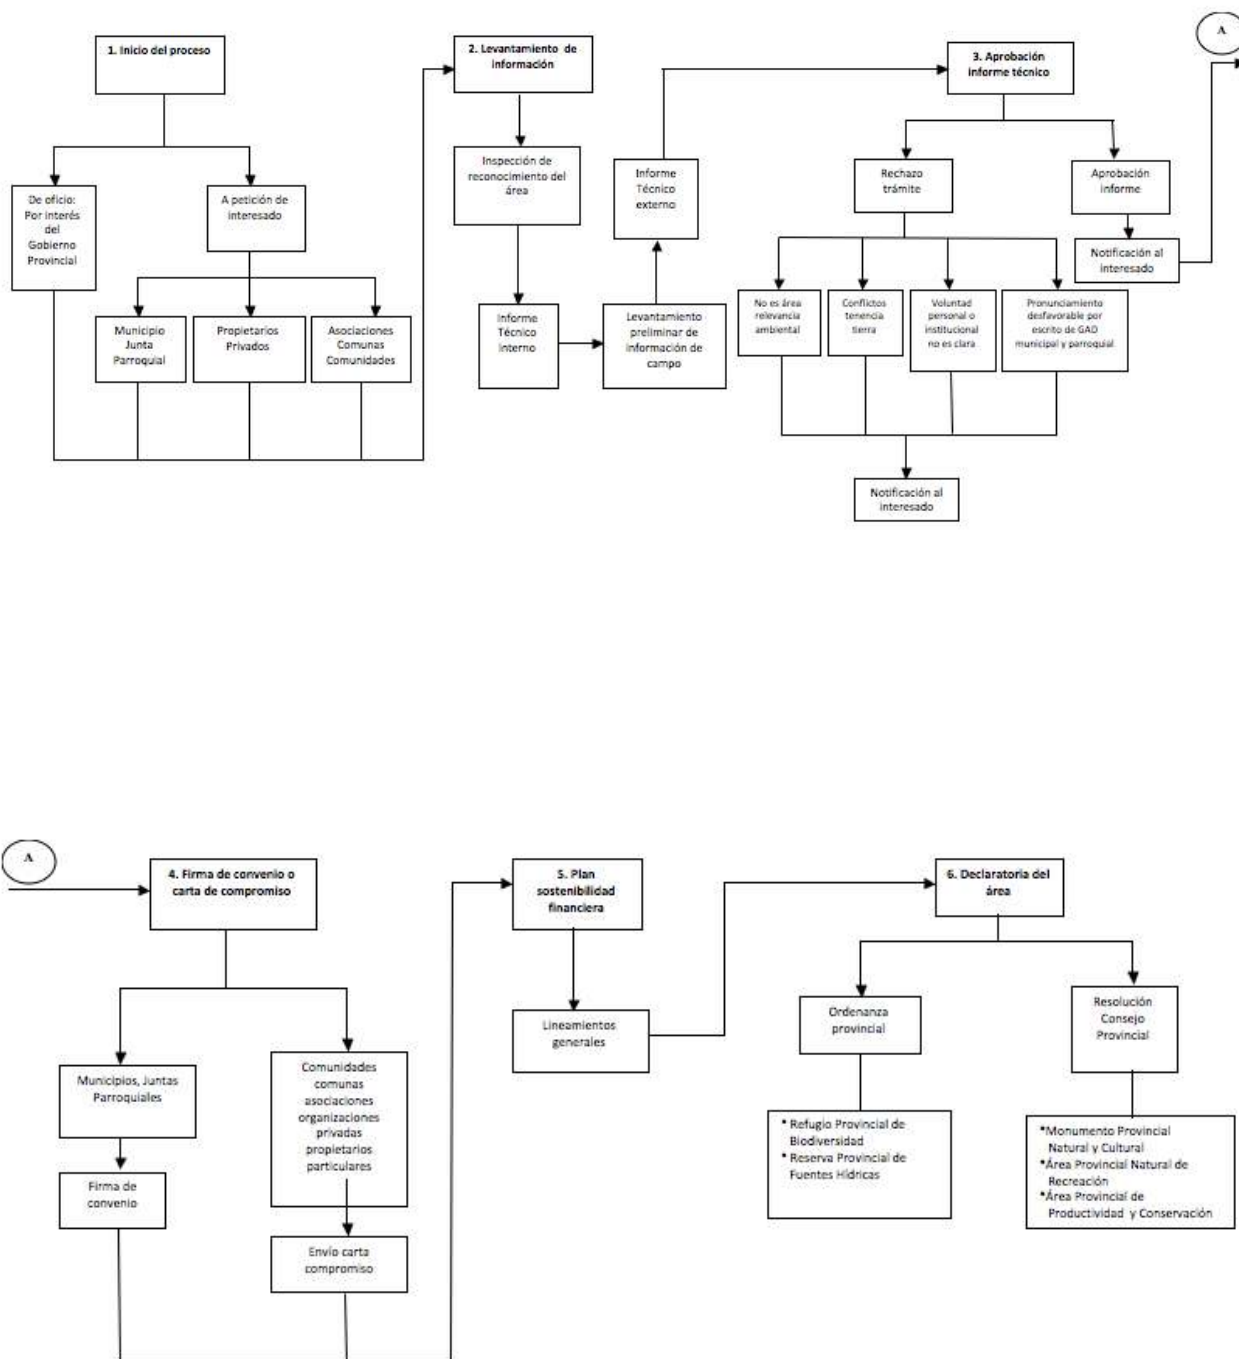 A
1. Inicio del proceso
2. Levantamiento de
información
3. Aprobación
informe técnico
De oficio:
Por interés
del
Gobierno
Provincial
A petición de
interesado
Municipio
Junta
Parroquial
Propietarios
Privados
Asociaciones
Comunas
Comunidades
Inspección de
reconocimiento del
área
Informe
Técnico
interno
Levantamiento
preliminar de
información de
campo
Informe
Técnico
externo
Rechazo
trámite
Aprobación
informe
Notificación al
interesado
No es área
relevancia
ambiental
Conflictos
tenencia
tierra
Voluntad
personal o
institucional
no es clara
Pronunciamiento
desfavorable por
escrito de GAD
municipal y parroquial
Notificación al
interesado
A
4. Firma de convenio o
carta de compromiso
5. Plan
sostenibilidad
financiera
6. Declaratoria del
área
Municipios, Juntas
Parroquiales
Firma de
convenio
Comunidades
comunas
asociaciones
organizaciones
privadas
propietarios
particulares
Envío carta
compromiso
Lineamientos
generales
Ordenanza
provincial
Resolución
Consejo
Provincial
* Refugio Provincial de
Biodiversidad
* Reserva Provincial de
Fuentes Hídricas
*Monumento Provincial
Natural y Cultural
*Área Provincial Natural de
Recreación
*Área Provincial de
Productividad y Conservación